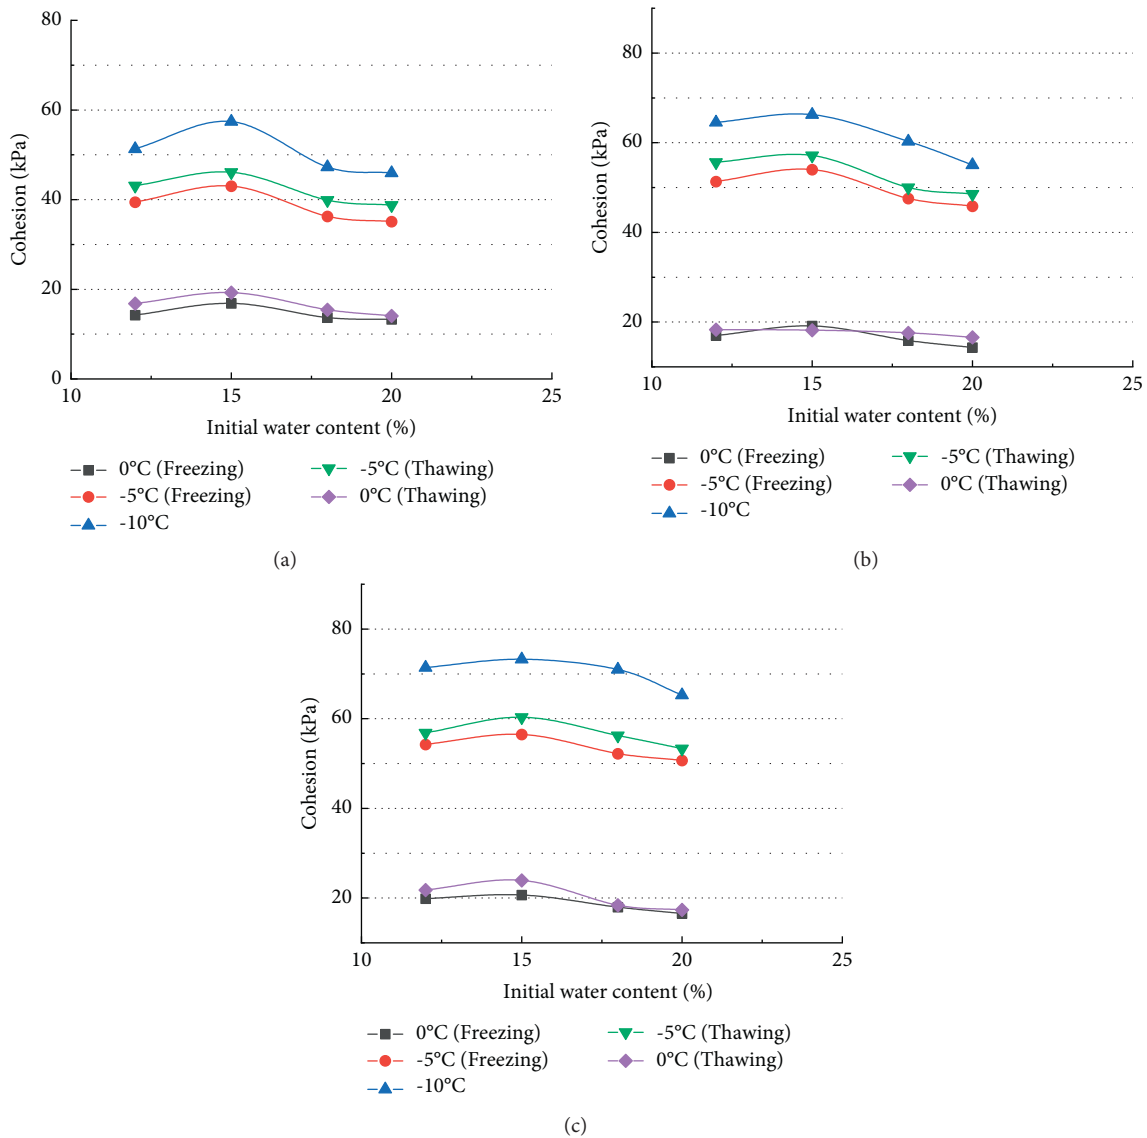 80
60
40
20
0
Cohesion (kPa)
10 15 20 25
Initial water content (%)
0°C (Freezing)
-5°C (Freezing)
-10°C
-5°C (Thawing)
0°C (Thawing)
(a)
80
60
40
20
Cohesion (kPa)
10 15 20 25
Initial water content (%)
0°C (Freezing)
-5°C (Freezing)
-10°C
-5°C (Thawing)
0°C (Thawing)
(b)
80
60
40
20
Cohesion (kPa)
10 15 20 25
Initial water content (%)
0°C (Freezing)
-5°C (Freezing)
-10°C
-5°C (Thawing)
0°C (Thawing)
(c)